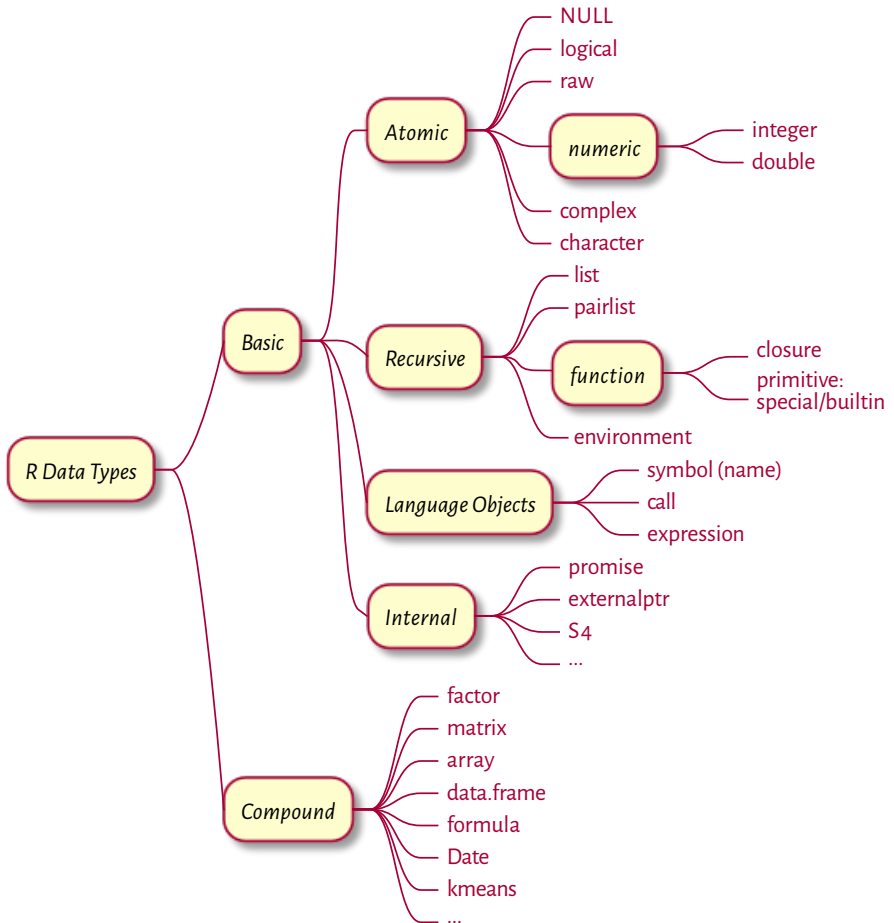 NULL
logical
raw
Atomic
numeric
integer
double
complex
character
list
pairlist
Basic
Recursive
function
closure
primitive:
special/builtin
environment
R Data Types
Language Objects
symbol (name)
call
expression
Internal
promise
externalptr
S4
...
Compound
factor
matrix
array
data.frame
formula
Date
kmeans
...